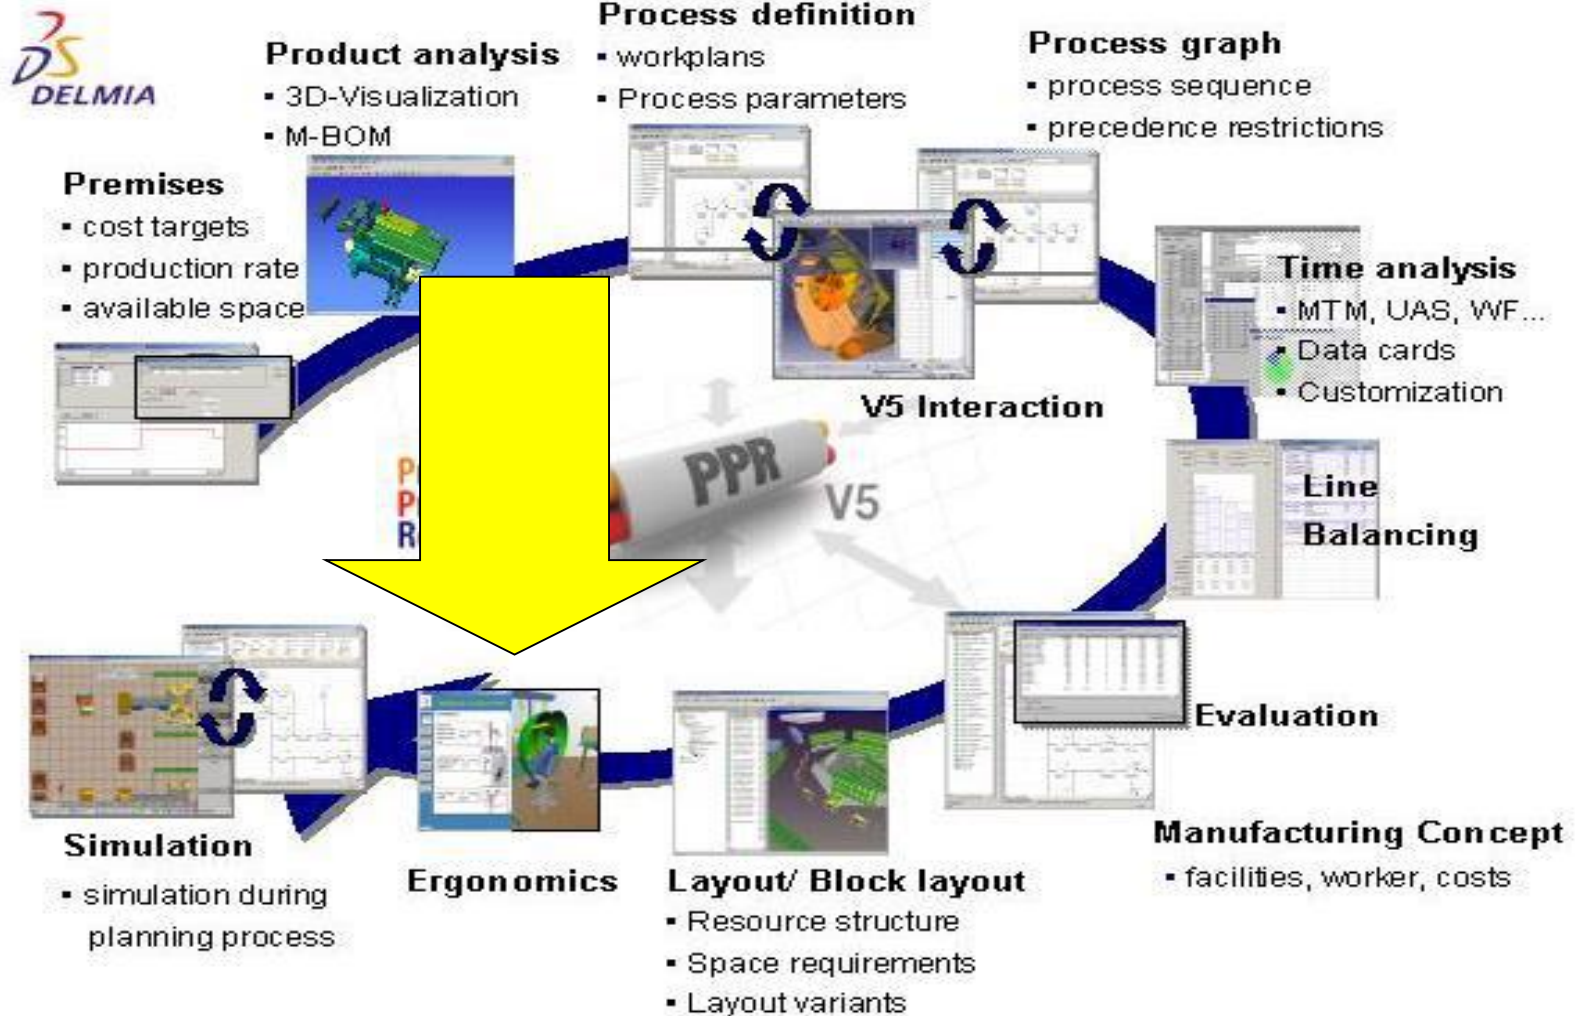 DS
DELMIA
Process definition
▪ workplans
▪ Process parameters
Product analysis
▪ 3D-Visualization
▪ M-BOM
Process graph
▪ process sequence
▪ precedence restrictions
Premises
▪ cost targets
▪ production rate
▪ available space
Time analysis
▪ MTM, UAS, WF...
▪ Data cards
▪ Customization
V5 Interaction
PPR
V5
Line
Balancing
Evaluation
Manufacturing Concept
▪ facilities, worker, costs
Simulation
▪ simulation during
planning process
Ergonomics
Layout/ Block layout
▪ Resource structure
▪ Space requirements
▪ Layout variants